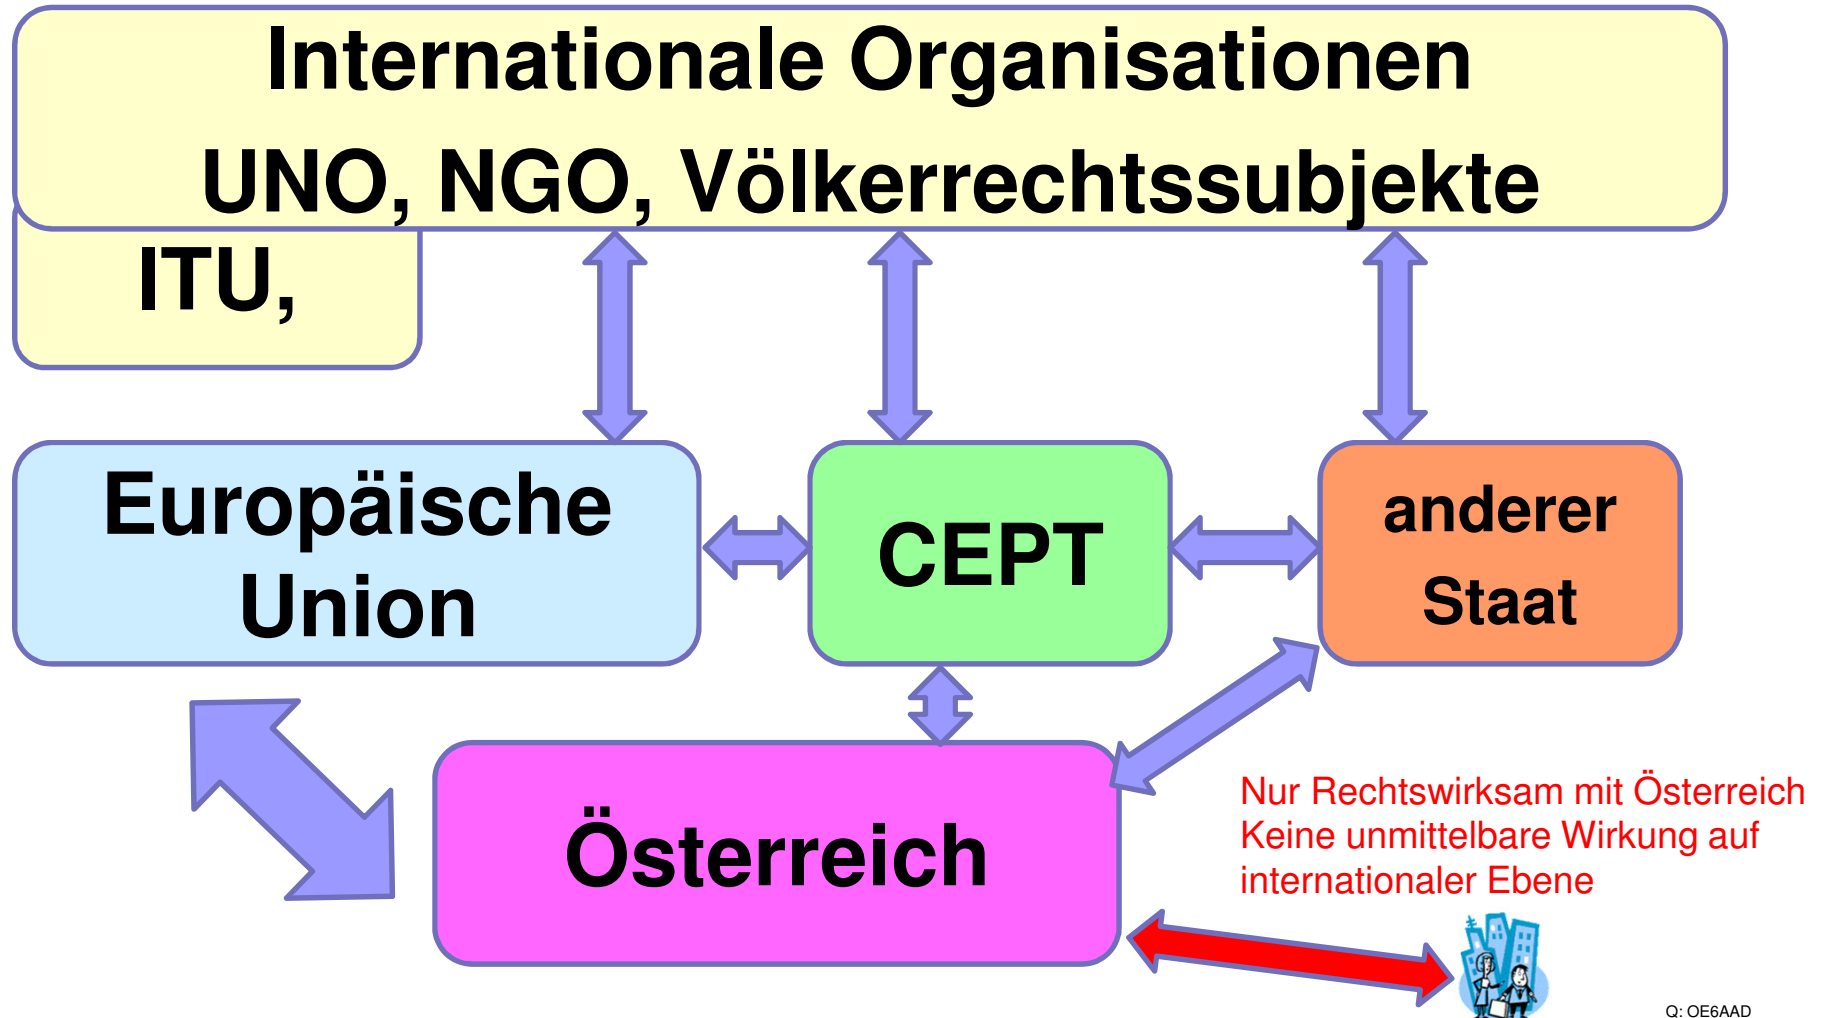 Internationale Organisationen
UNO, NGO, Völkerrechtssubjekte
ITU,
Europäische
Union
CEPT
anderer
Staat
Österreich
Nur Rechtswirksam mit Österreich
Keine unmittelbare Wirkung auf
internationaler Ebene
Q: OE6AAD